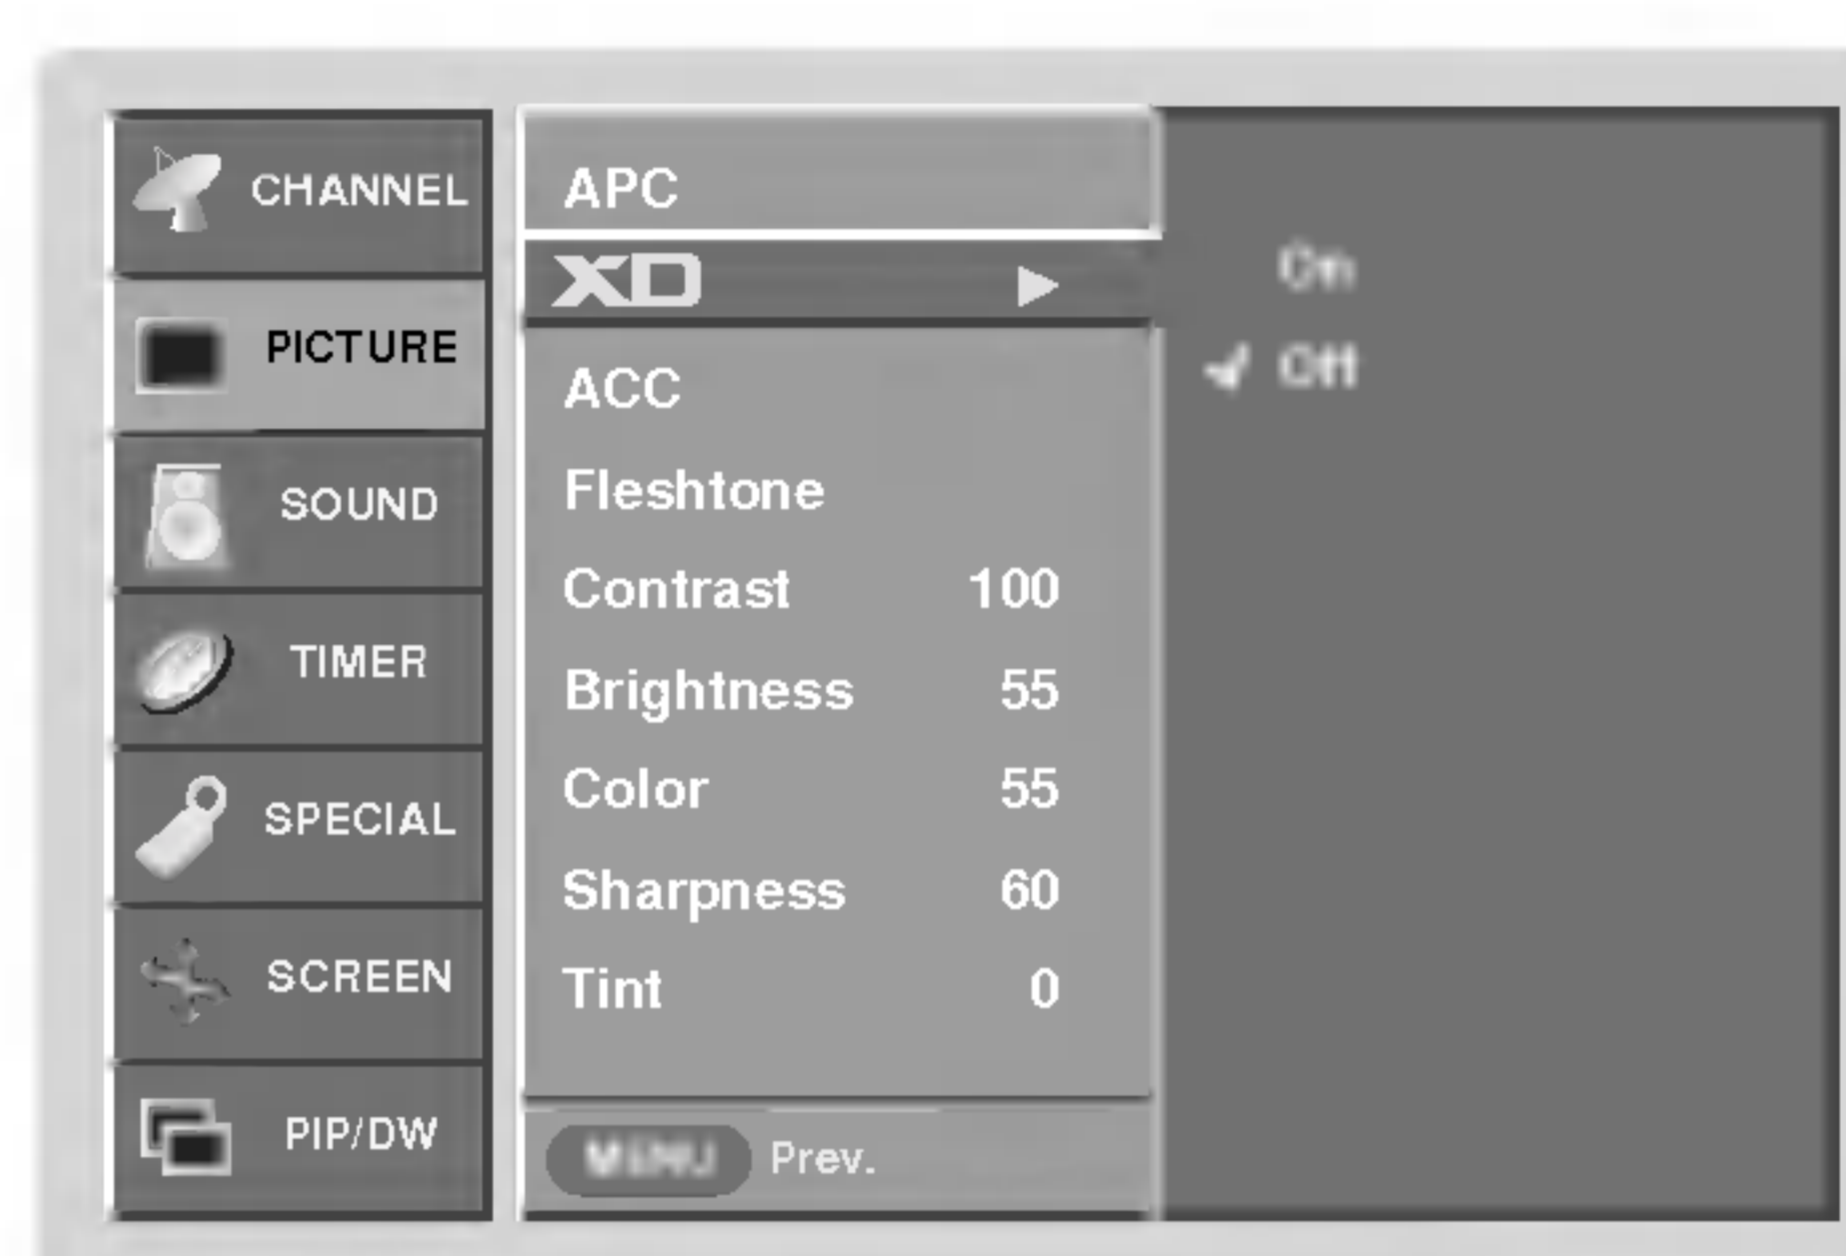 CHANNEL
PICTURE
SOUND
TIMER
SPECIAL
SCREEN
PIP/DW
APC
XD
ACC
Fleshtone
Contrast 100
Brightness 55
Color 55
Sharpness 60
Tint 0
MENU Prev.
On
Off